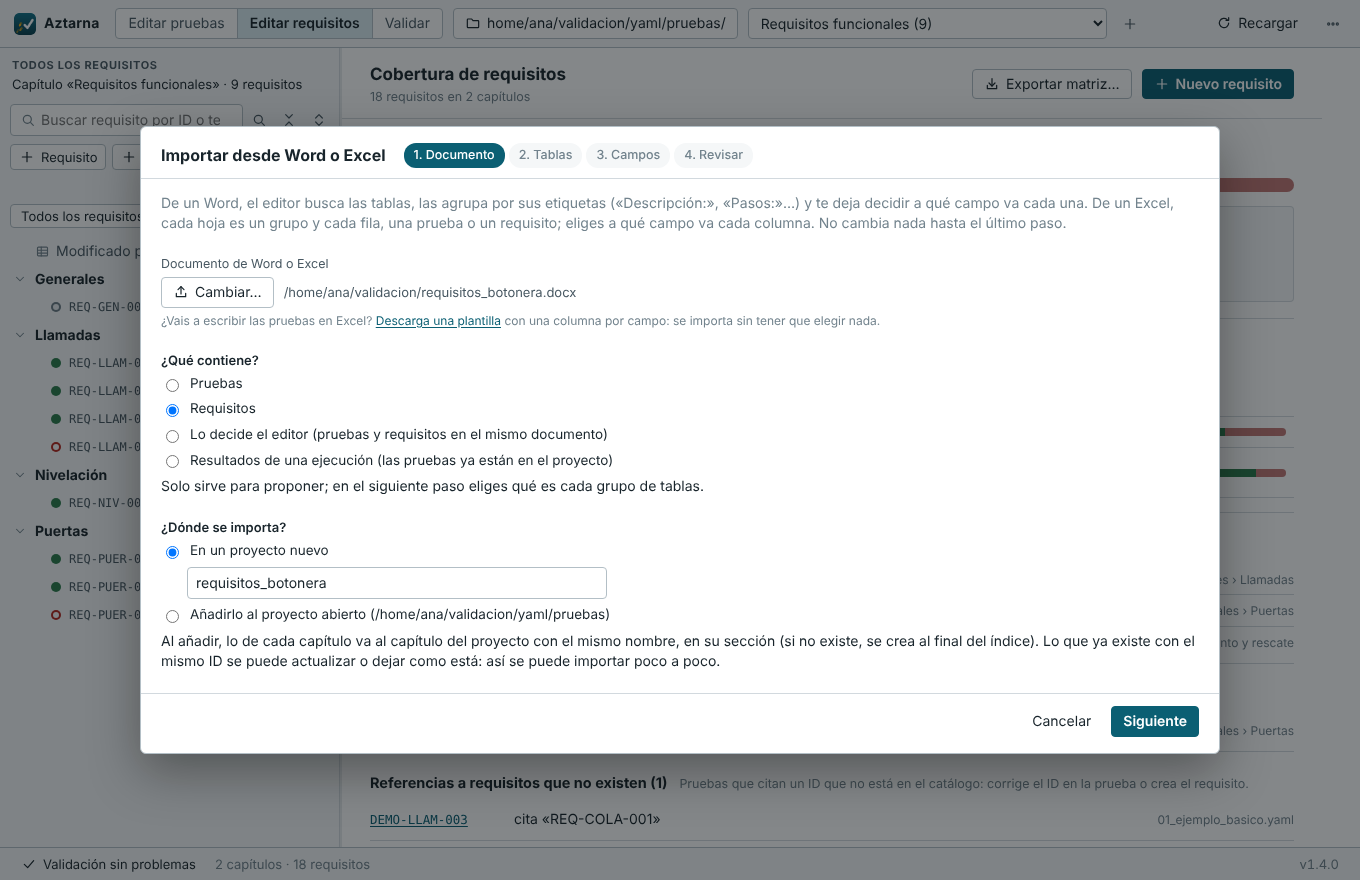 Aztarna
Editar pruebas
Editar requisitos
Validar
home/ana/validacion/yaml/pruebas/
Requisitos funcionales (9)
Recargar
TODOS LOS REQUISITOS
Capítulo «Requisitos funcionales» · 9 requisitos
Buscar requisito por ID o te
Requisito
Todos los requisitos
Modificado p
Generales
REQ-GEN-00
Llamadas
REQ-LLAM-0
REQ-LLAM-0
REQ-LLAM-0
REQ-LLAM-0
Nivelación
REQ-NIV-00
Puertas
REQ-PUER-0
REQ-PUER-0
REQ-PUER-0
Cobertura de requisitos
18 requisitos en 2 capítulos
Exportar matriz...
Nuevo requisito
Importar desde Word o Excel
1. Documento
2. Tablas
3. Campos
4. Revisar
De un Word, el editor busca las tablas, las agrupa por sus etiquetas («Descripción:», «Pasos:»...) y te deja decidir a qué campo va cada una. De un Excel,
cada hoja es un grupo y cada fila, una prueba o un requisito; eliges a qué campo va cada columna. No cambia nada hasta el último paso.
Documento de Word o Excel
Cambiar...
/home/ana/validacion/requisitos_botonera.docx
¿Vais a escribir las pruebas en Excel? Descarga una plantilla con una columna por campo: se importa sin tener que elegir nada.
¿Qué contiene?
Pruebas
Requisitos
Lo decide el editor (pruebas y requisitos en el mismo documento)
Resultados de una ejecución (las pruebas ya están en el proyecto)
Solo sirve para proponer; en el siguiente paso eliges qué es cada grupo de tablas.
¿Dónde se importa?
En un proyecto nuevo
requisitos_botonera
Añadirlo al proyecto abierto (/home/ana/validacion/yaml/pruebas)
Al añadir, lo de cada capítulo va al capítulo del proyecto con el mismo nombre, en su sección (si no existe, se crea al final del índice). Lo que ya existe con el
mismo ID se puede actualizar o dejar como está: así se puede importar poco a poco.
Cancelar
Siguiente
es › Llamadas
ales › Puertas
nto y rescate
ales › Puertas
Referencias a requisitos que no existen (1)
Pruebas que citan un ID que no está en el catálogo: corrige el ID en la prueba o crea el requisito.
DEMO-LLAM-003
cita «REQ-COLA-001»
01_ejemplo_basico.yaml
Validación sin problemas
2 capítulos · 18 requisitos
v1.4.0